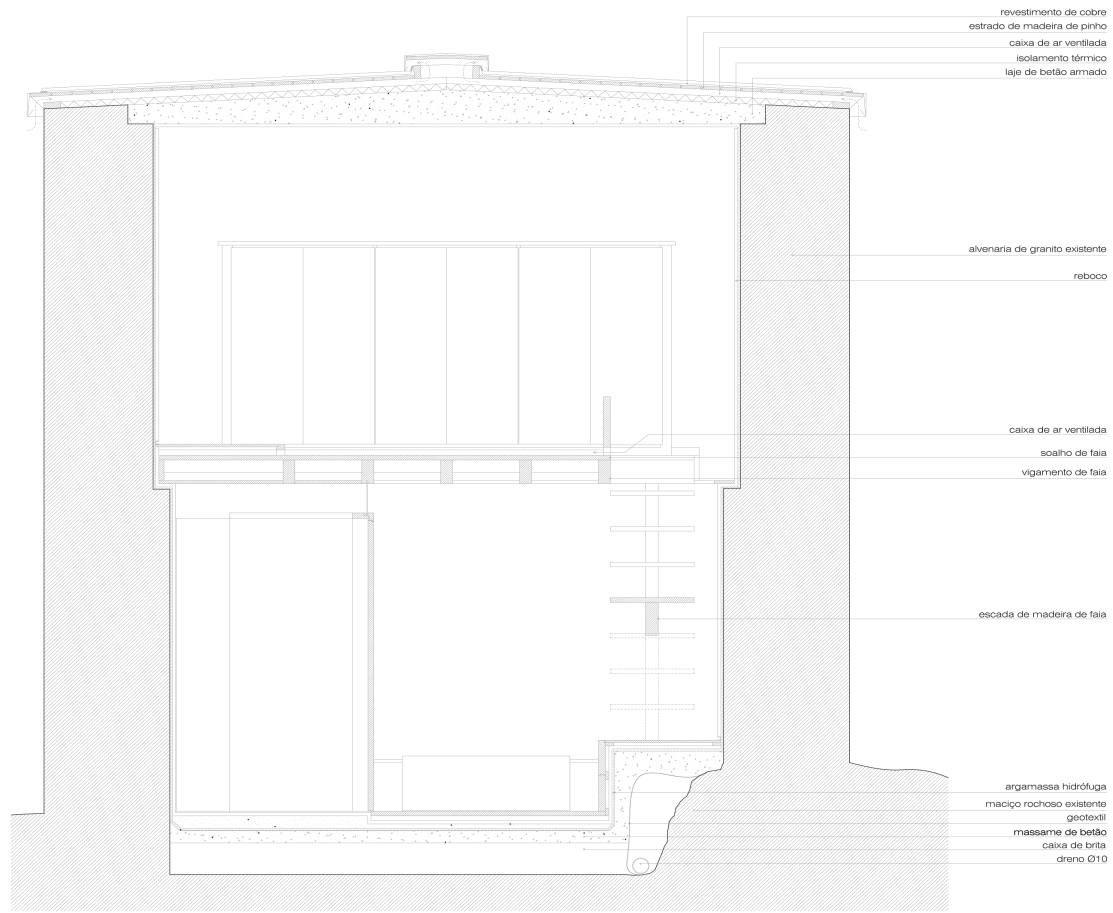 revestimento de cobre
estrado de madeira de pinho
caixa de ar ventilada
isolamento térmico
laje de betão armado
alvenaria de granito existente
reboco
caixa de ar ventilada
soalho de faia
vigamento de faia
escada de madeira de faia
argamassa hidrófuga
maciço rochoso existente
geotextil
massame de betão
caixa de brita
dreno Ø10